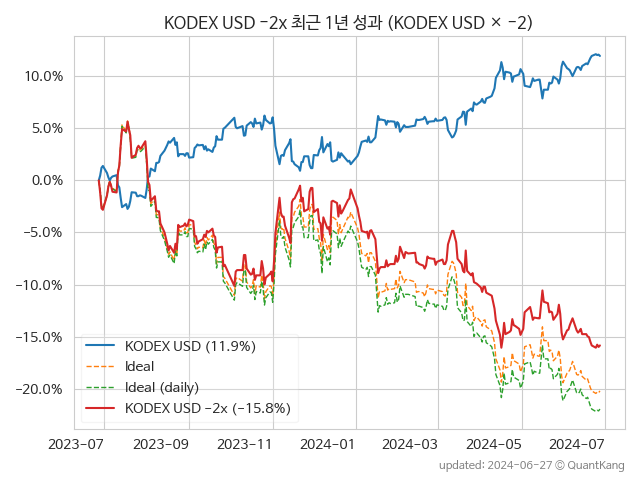 KODEX USD −2x 최근 1년 성과 (KODEX USD × −2)
10.0%
5.0%
0.0%
−5.0%
−10.0%
−15.0%
−20.0%
KODEX USD (11.9%)
Ideal
Ideal (daily)
KODEX USD −2x (−15.8%)
2023−07 2023−09 2023−11 2024−01 2024−03 2024−05 2024−07
updated: 2024-06-27 © QuantKang